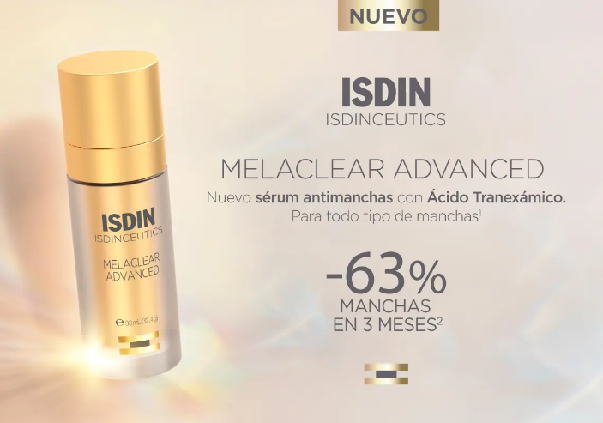 NUEVO
ISDIN
ISDINCEUTICS
MELACLEAR ADVANCED
Nuevo sérum antimanchas con Ácido Tranexámico.
Para todo tipo de manchas¹
-63%
MANCHAS
EN 3 MESES²
ISDIN
ISDINCEUTICS
MELACLEAR
ADVANCED